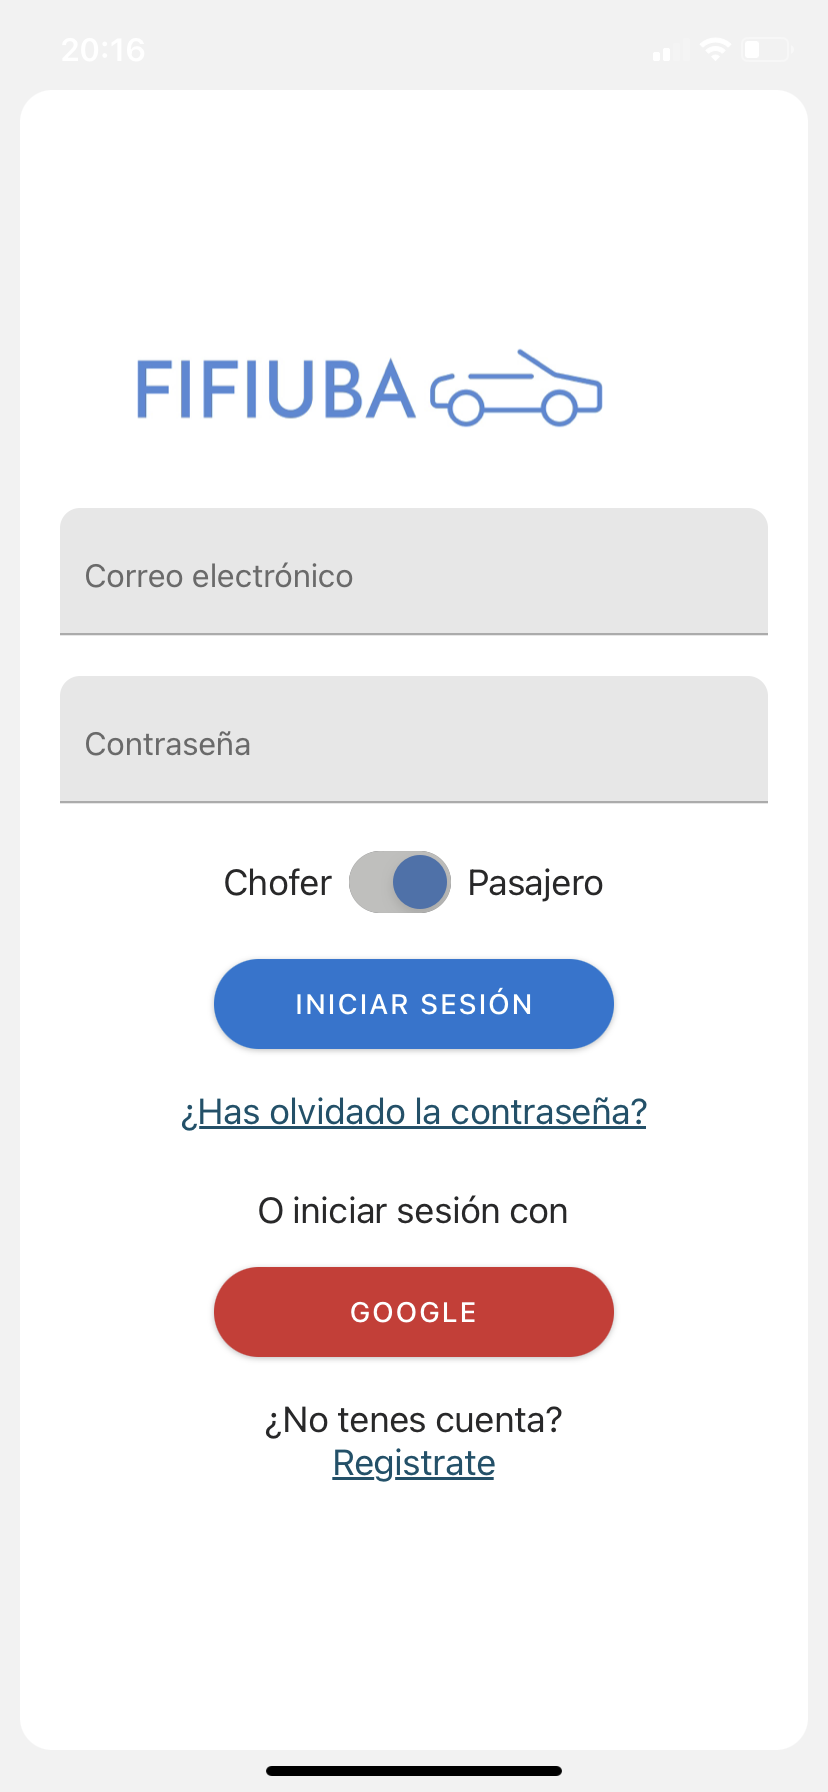 20:16
FIFIUBA
Correo electrónico
Contraseña
Chofer Pasajero
INICIAR SESIÓN
¿Has olvidado la contraseña?
O iniciar sesión con
GOOGLE
¿No tenes cuenta?
Registrate